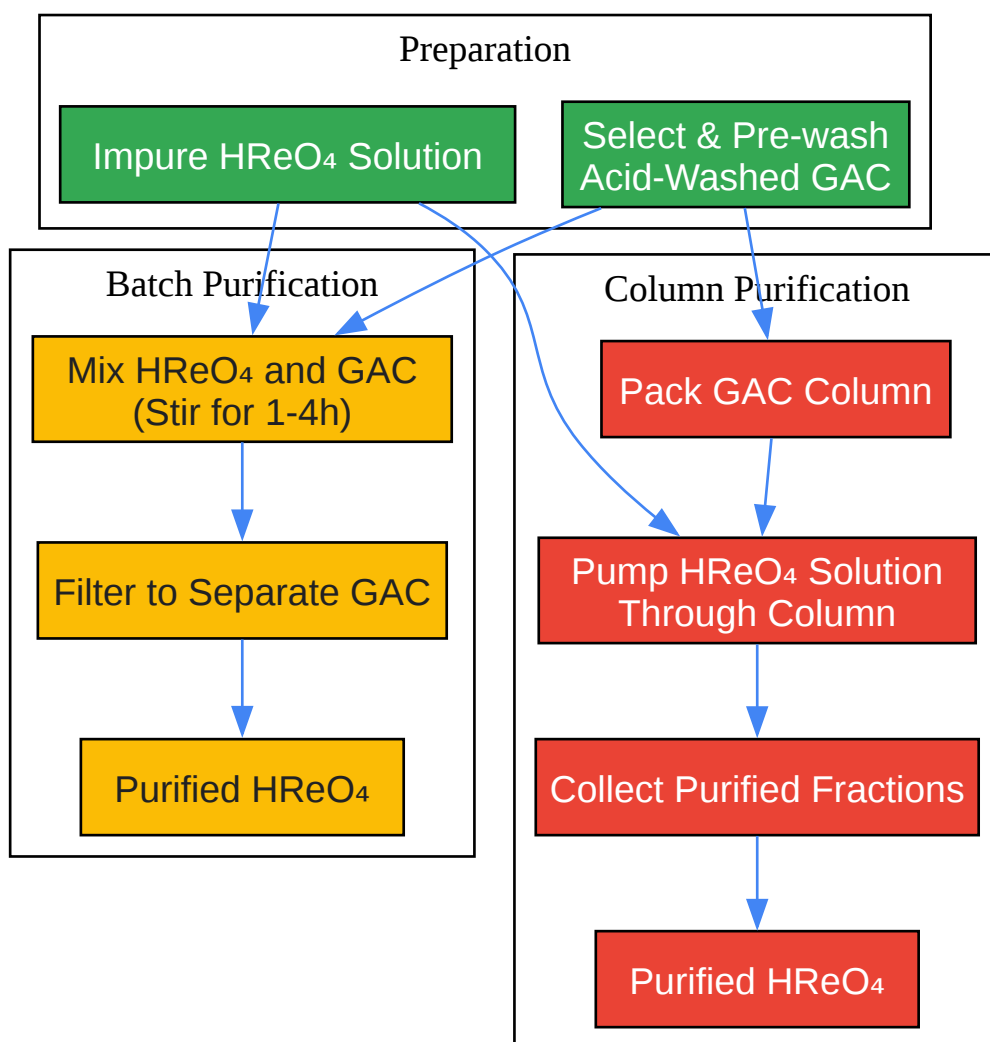 Preparation
Impure HReO₄ Solution
Select & Pre-wash
Acid-Washed GAC
Batch Purification
Mix HReO₄ and GAC
(Stir for 1-4h)
Filter to Separate GAC
Purified HReO₄
Column Purification
Pack GAC Column
Pump HReO₄ Solution
Through Column
Collect Purified Fractions
Purified HReO₄